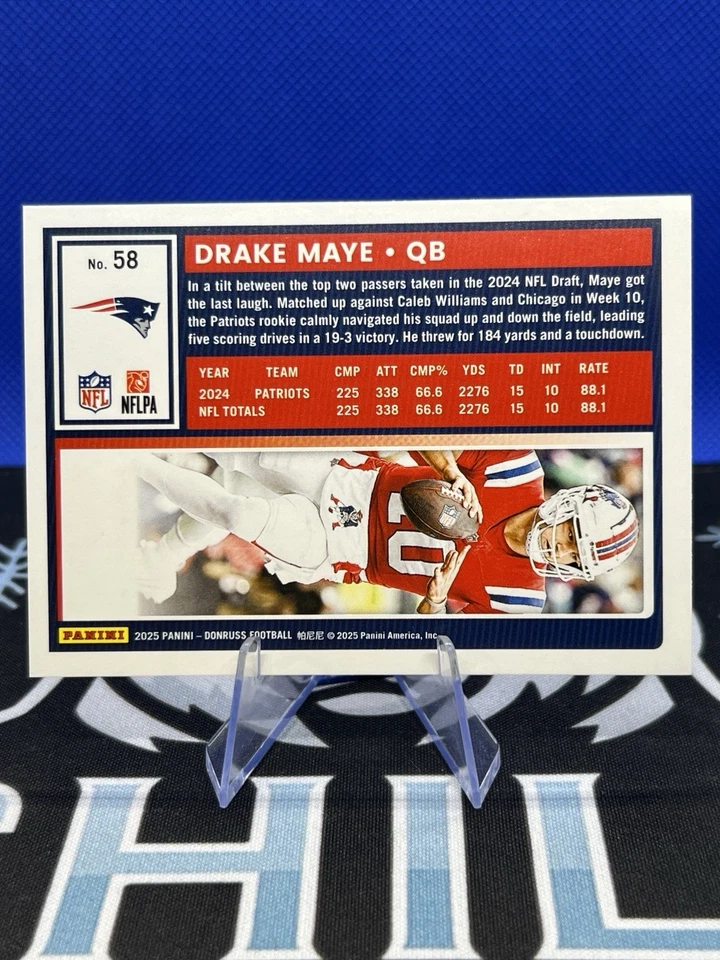 No. 58
NFL
NFLPA
DRAKE MAYE • QB
In a tilt between the top two passers taken in the 2024 NFL Draft, Maye got
the last laugh. Matched up against Caleb Williams and Chicago in Week 10,
the Patriots rookie calmly navigated his squad up and down the field, leading
five scoring drives in a 19-3 victory. He threw for 184 yards and a touchdown.
YEAR TEAM CMP ATT CMP% YDS TD INT RATE
2024 PATRIOTS 225 338 66.6 2276 15 10 88.1
NFL TOTALS 225 338 66.6 2276 15 10 88.1
10
NFL
PANINI 2025 PANINI – DONRUSS FOOTBALL 帕尼尼 © 2025 Panini America, Inc.
HIL